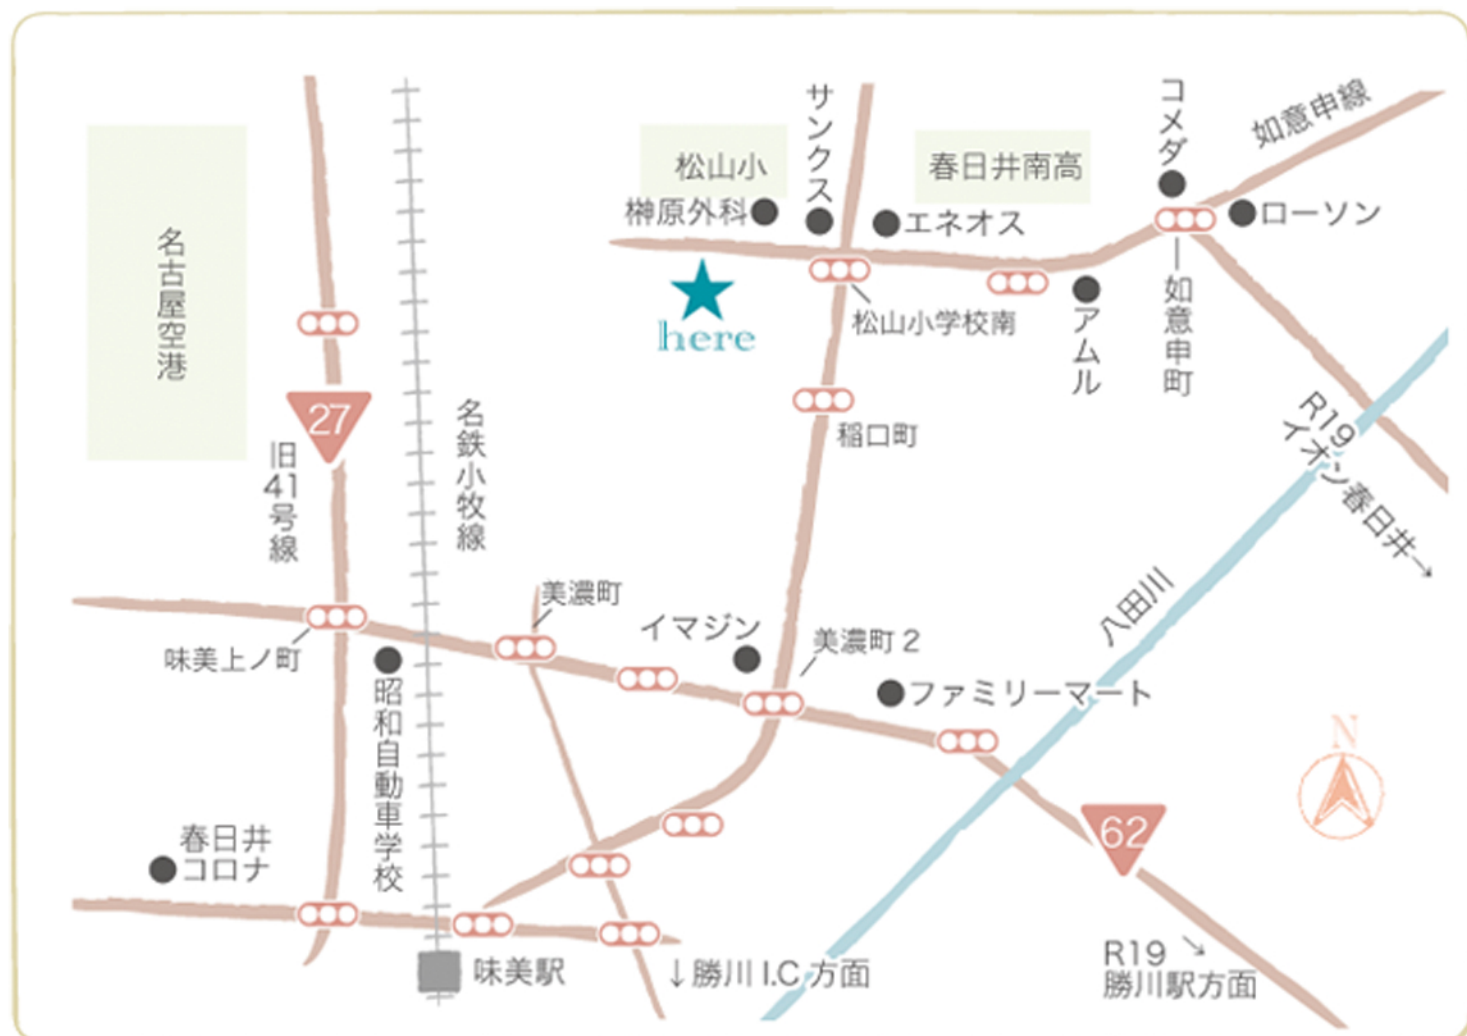 コメダ
如意申線
サンクス
松山小
春日井南高
榊原外科
エネオス
ローソン
名古屋空港
here
松山小学校南
アムル
如意申町
27
旧41号線
名鉄小牧線
稲口町
R19
イオン春日井→
美濃町
八田川
イマジン
美濃町2
味美上ノ町
昭和自動車学校
ファミリーマート
N
62
春日井
コロナ
味美駅
↓勝川I.C方面
R19→
勝川駅方面